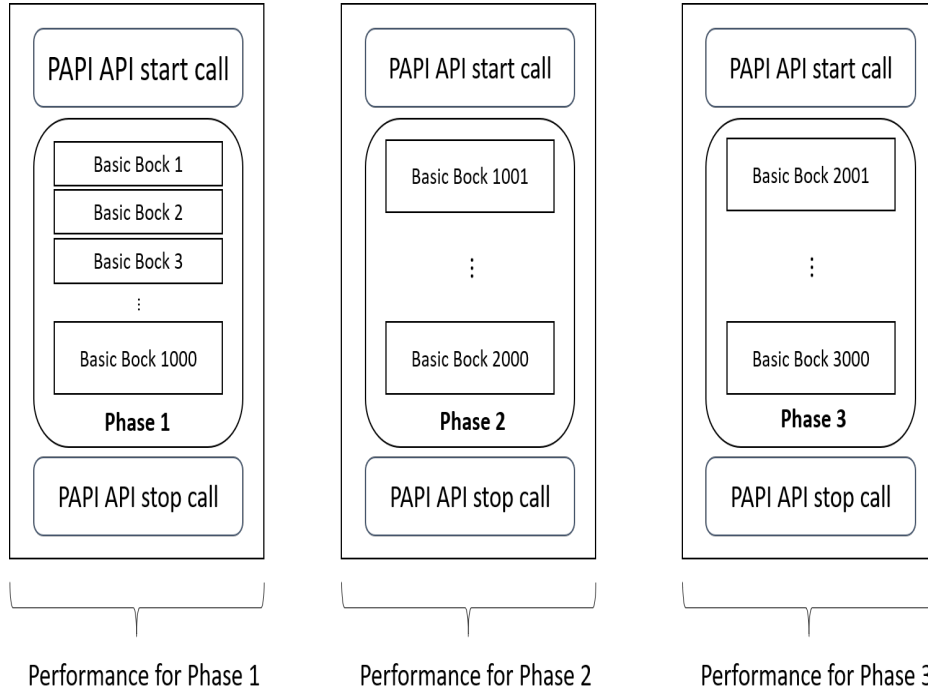 PAPI API start call
Basic Bock 1
Basic Bock 2
Basic Bock 3
⋮
Basic Bock 1000
Phase 1
PAPI API stop call
Performance for Phase 1
PAPI API start call
Basic Bock 1001
⋮
Basic Bock 2000
Phase 2
PAPI API stop call
Performance for Phase 2
PAPI API start call
Basic Bock 2001
⋮
Basic Bock 3000
Phase 3
PAPI API stop call
Performance for Phase 3